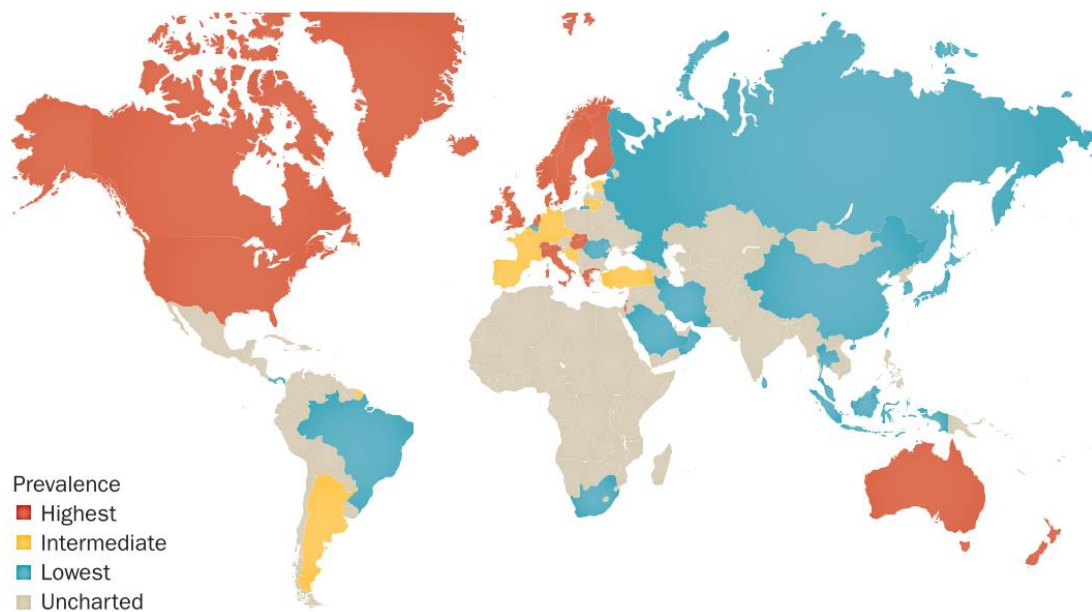 Prevalence
Highest
Intermediate
Lowest
Uncharted